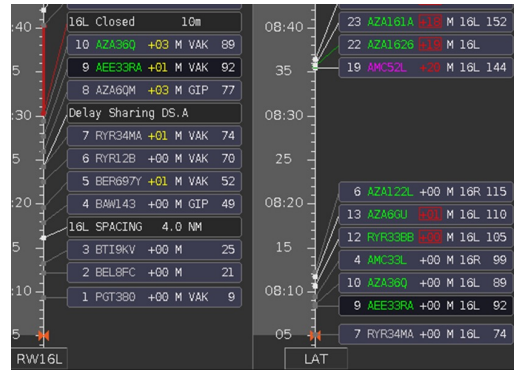 16L Closed 10m
10 AZA36Q +03 M VAK 89
9 AEE33RA +01 M VAK 92
8 AZA6QM +03 M GIP 77
Delay Sharing DS.A
7 RYR34MA +01 M VAK 74
6 RYR12B +00 M VAK 70
5 BER697Y +01 M VAK 52
4 BAW143 +00 M GIP 49
16L SPACING 4.0 NM
3 BTI9KV +00 M 25
2 BEL8FC +00 M 21
1 PGT380 +00 M VAK 9
:40
5
:30
5
:20
5
:10
5
RW16L
08:40
35
08:30
25
08:20
15
08:10
05
LAT
23 AZA161A +18 M 16L 152
22 AZA1626 +19 M 16L
19 AMC52L +20 M 16L 144
6 AZA122L +00 M 16R 115
13 AZA6GU +01 M 16L 110
12 RYR33BB +00 M 16L 105
4 AMC33L +00 M 16R 99
10 AZA36Q +00 M 16L 89
9 AEE33RA +00 M 16L 92
7 RYR34MA +00 M 16L 74